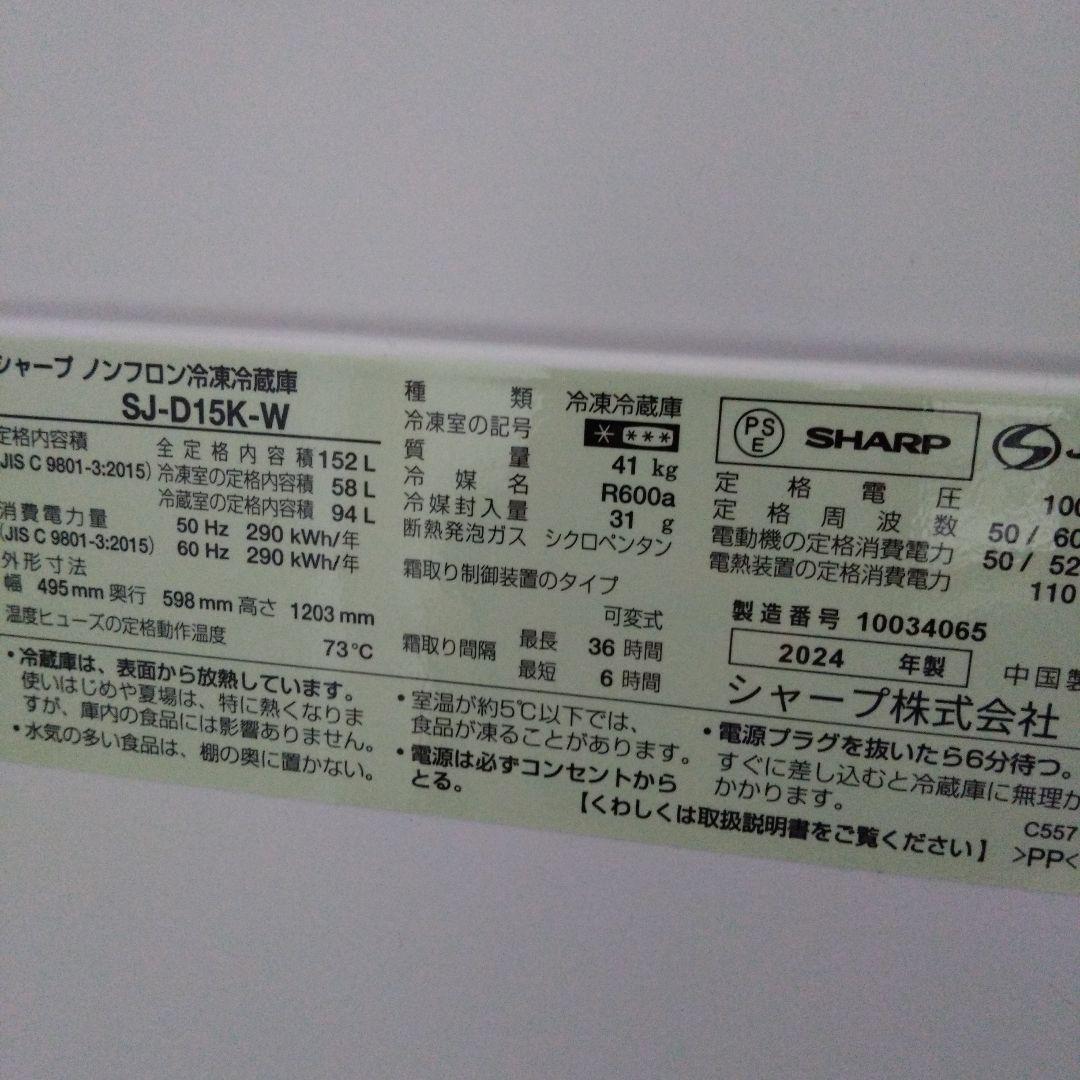 シャープ ノンフロン冷凍冷蔵庫
SJ-D15K-W
定格内容積
(JIS C 9801-3:2015)
全定格内容積 152 L
冷凍室の定格内容積 58 L
冷蔵室の定格内容積 94 L
消費電力量
(JIS C 9801-3:2015)
50 Hz 290 kWh/年
60 Hz 290 kWh/年
外形寸法
幅 495 mm 奥行 598 mm 高さ 1203 mm
温度ヒューズの定格動作温度 73℃
種類 冷凍冷蔵庫
冷凍室の記号 * ***
質量 41 kg
冷媒名 R600a
冷媒封入量 31 g
断熱発泡ガス シクロペンタン
霜取り制御装置のタイプ
可変式
霜取り間隔 最長 36 時間
最短 6 時間
PS
E
SHARP
定格電圧 100
定格周波数 50 / 60
電動機の定格消費電力 50 / 52
電熱装置の定格消費電力 110
製造番号 10034065
2024 年製
中国製
シャープ株式会社
・冷蔵庫は、表面から放熱しています。
使いはじめや夏場は、特に熱くなりま
すが、庫内の食品には影響ありません。
・水気の多い食品は、棚の奥に置かない。
・室温が約5℃以下では、
食品が凍ることがあります。
・電源は必ずコンセントから
とる。
・電源プラグを抜いたら6分待つ。
すぐに差し込むと冷蔵庫に無理が
かかります。
【くわしくは取扱説明書をご覧ください】
C557
>PP<